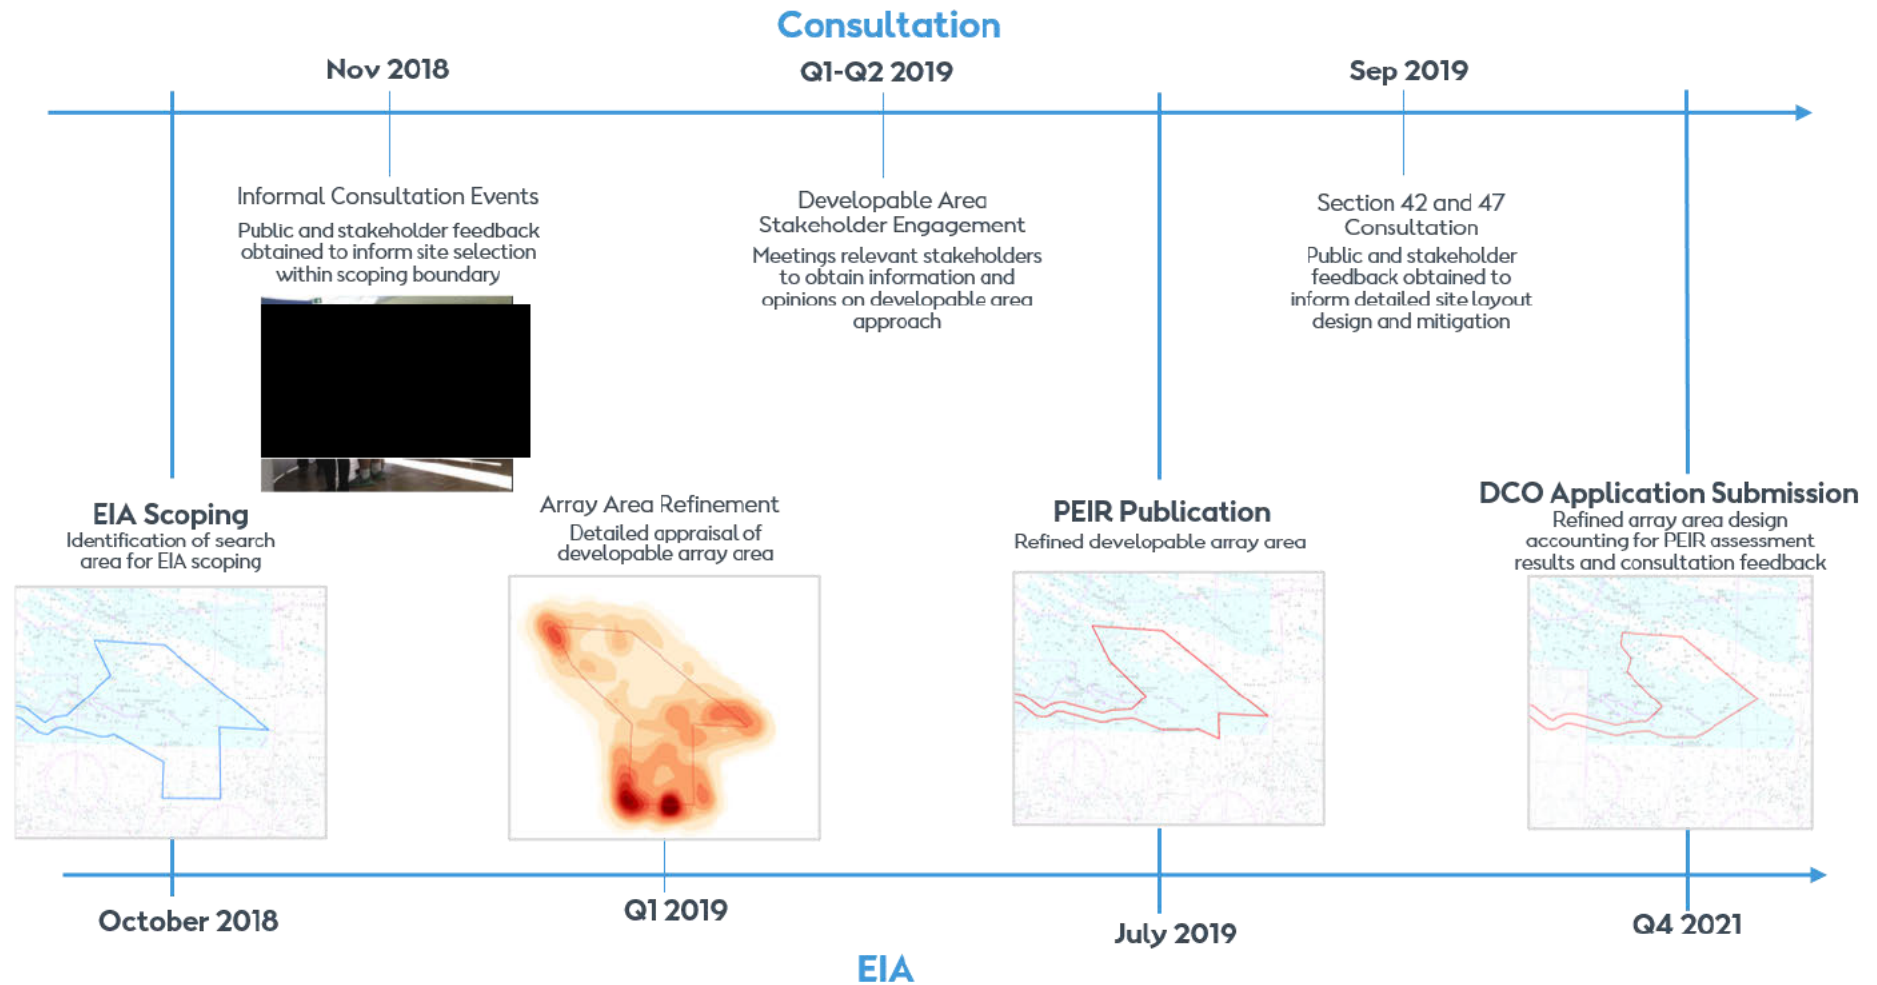 Consultation
Nov 2018
Q1-Q2 2019
Sep 2019
Informal Consultation Events
Public and stakeholder feedback
obtained to inform site selection
within scoping boundary
Developable Area
Stakeholder Engagement
Meetings relevant stakeholders
to obtain information and
opinions on developable area
approach
Section 42 and 47
Consultation
Public and stakeholder
feedback obtained to
inform detailed site layout
design and mitigation
EIA Scoping
Identification of search
area for EIA scoping
Array Area Refinement
Detailed appraisal of
developable array area
PEIR Publication
Refined developable array area
DCO Application Submission
Refined array area design
accounting for PEIR assessment
results and consultation feedback
October 2018
Q1 2019
July 2019
Q4 2021
EIA